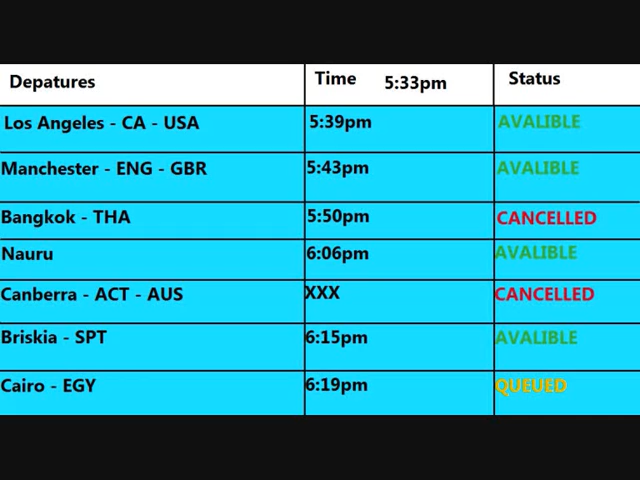 Depatures Time 5:33pm Status
Los Angeles - CA - USA 5:39pm AVALIBLE
Manchester - ENG - GBR 5:43pm AVALIBLE
Bangkok - THA 5:50pm CANCELLED
Nauru 6:06pm AVALIBLE
Canberra - ACT - AUS XXX CANCELLED
Briskia - SPT 6:15pm AVALIBLE
Cairo - EGY 6:19pm QUEUED